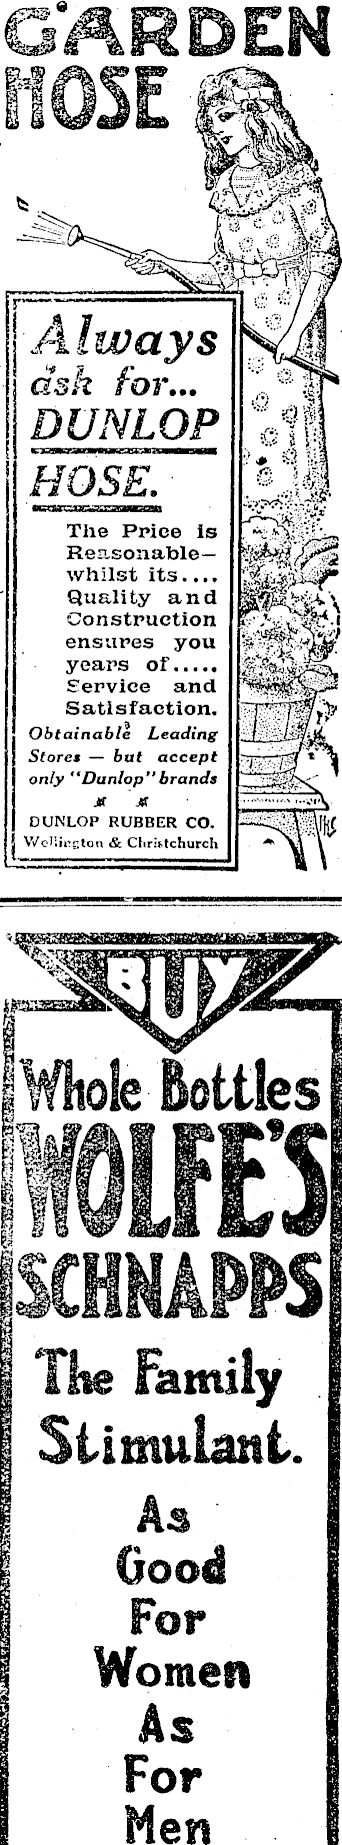 GARDEN
HOSE
Always
ask for...
DUNLOP
HOSE.
The Price is
Reasonable—
whilst its....
Quality and
Construction
ensures you
years of.....
Service and
Satisfaction.
Obtainable Leading
Stores — but accept
only "Dunlop" brands
DUNLOP RUBBER CO.
Wellington & Christchurch
BUY
Whole Bottles
WOLFE'S
SCHNAPPS
The Family
Stimulant.
As
Good
For
Women
As
For
Men